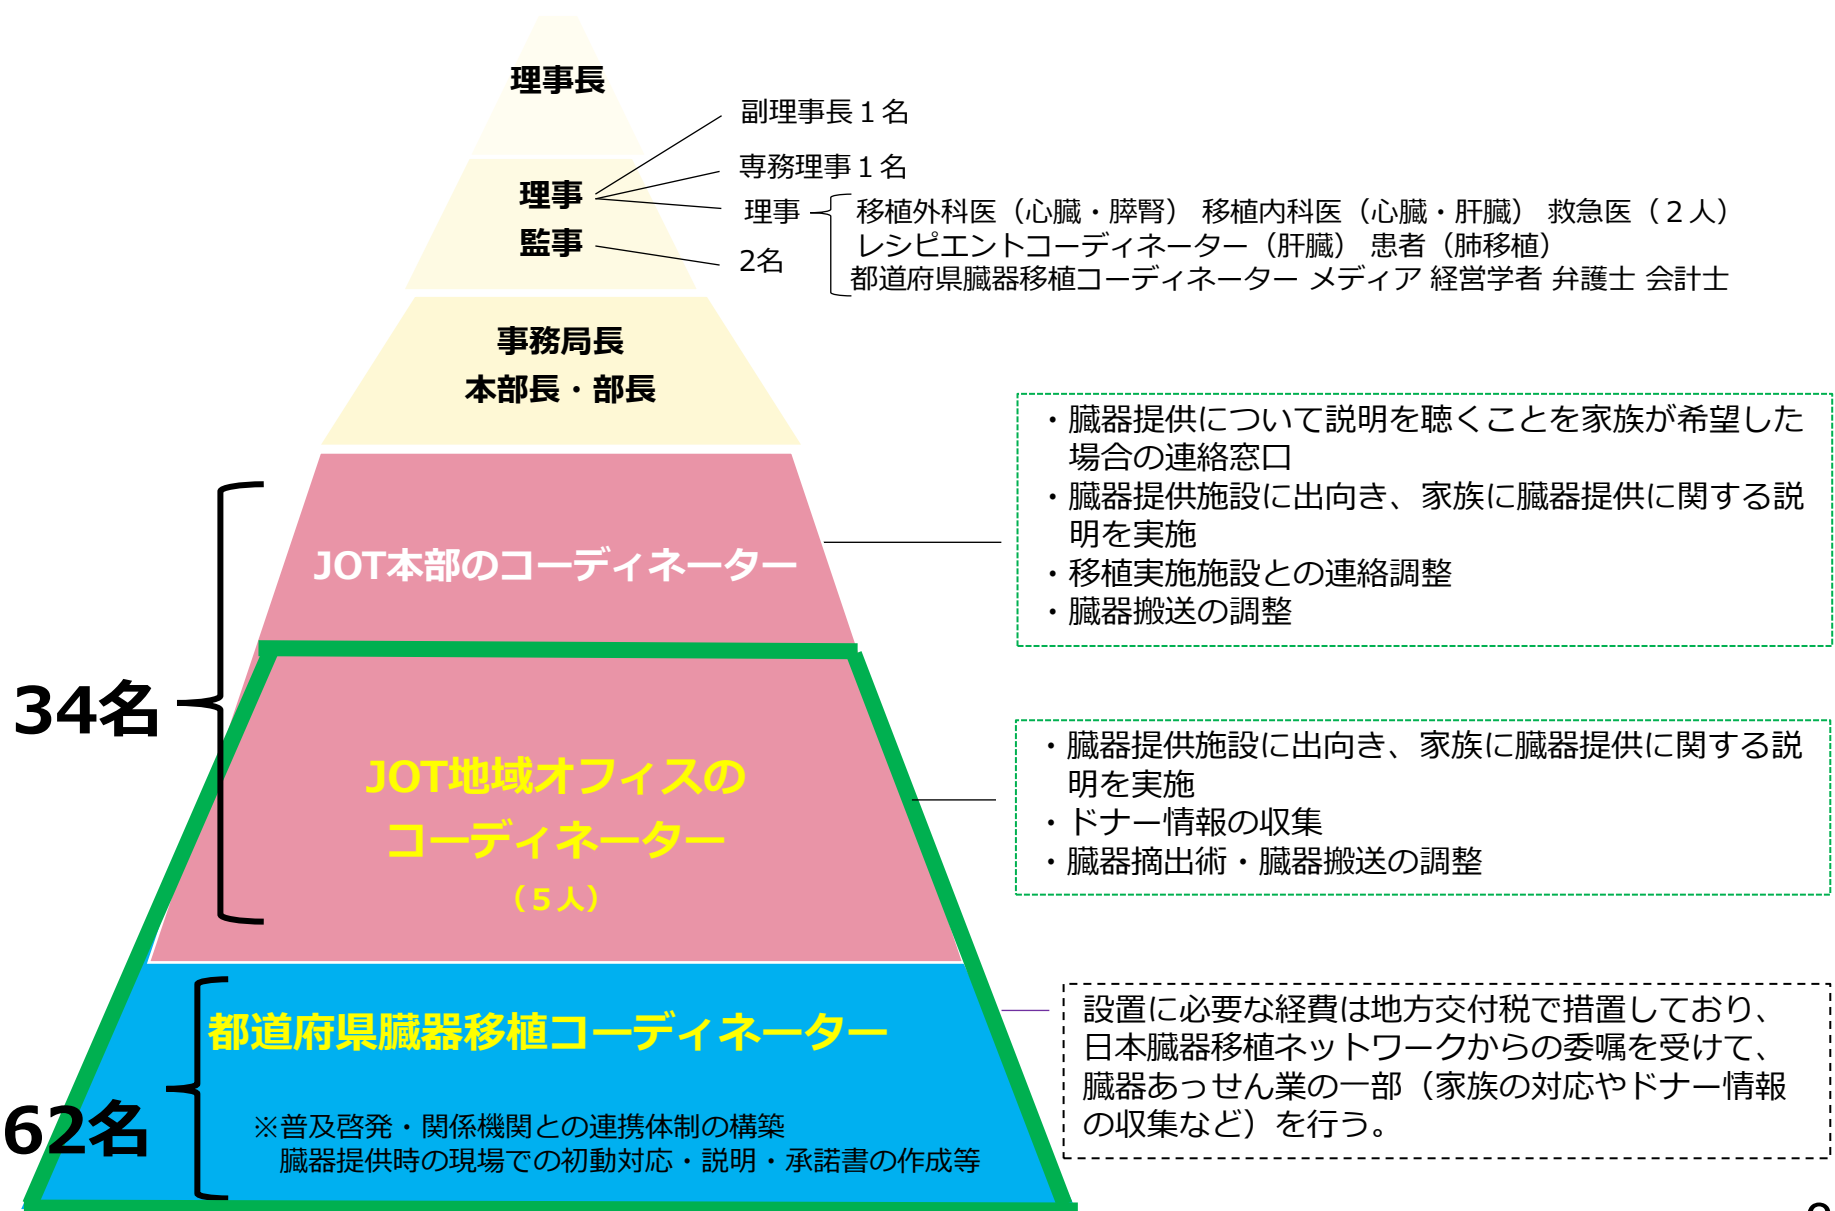 理事長
副理事長１名
専務理事１名
理事
監事
理事
移植外科医（心臓・膵腎） 移植内科医（心臓・肝臓） 救急医（２人）
レシピエントコーディネーター（肝臓） 患者（肺移植）
都道府県臓器移植コーディネーター メディア 経営学者 弁護士 会計士
2名
事務局長
本部長・部長
・臓器提供について説明を聴くことを家族が希望した
場合の連絡窓口
・臓器提供施設に出向き、家族に臓器提供に関する説
明を実施
・移植実施施設との連絡調整
・臓器搬送の調整
JOT本部のコーディネーター
34名
JOT地域オフィスの
コーディネーター
（５人）
・臓器提供施設に出向き、家族に臓器提供に関する説
明を実施
・ドナー情報の収集
・臓器摘出術・臓器搬送の調整
都道府県臓器移植コーディネーター
62名
※普及啓発・関係機関との連携体制の構築
臓器提供時の現場での初動対応・説明・承諾書の作成等
設置に必要な経費は地方交付税で措置しており、
日本臓器移植ネットワークからの委嘱を受けて、
臓器あっせん業の一部（家族の対応やドナー情報
の収集など）を行う。